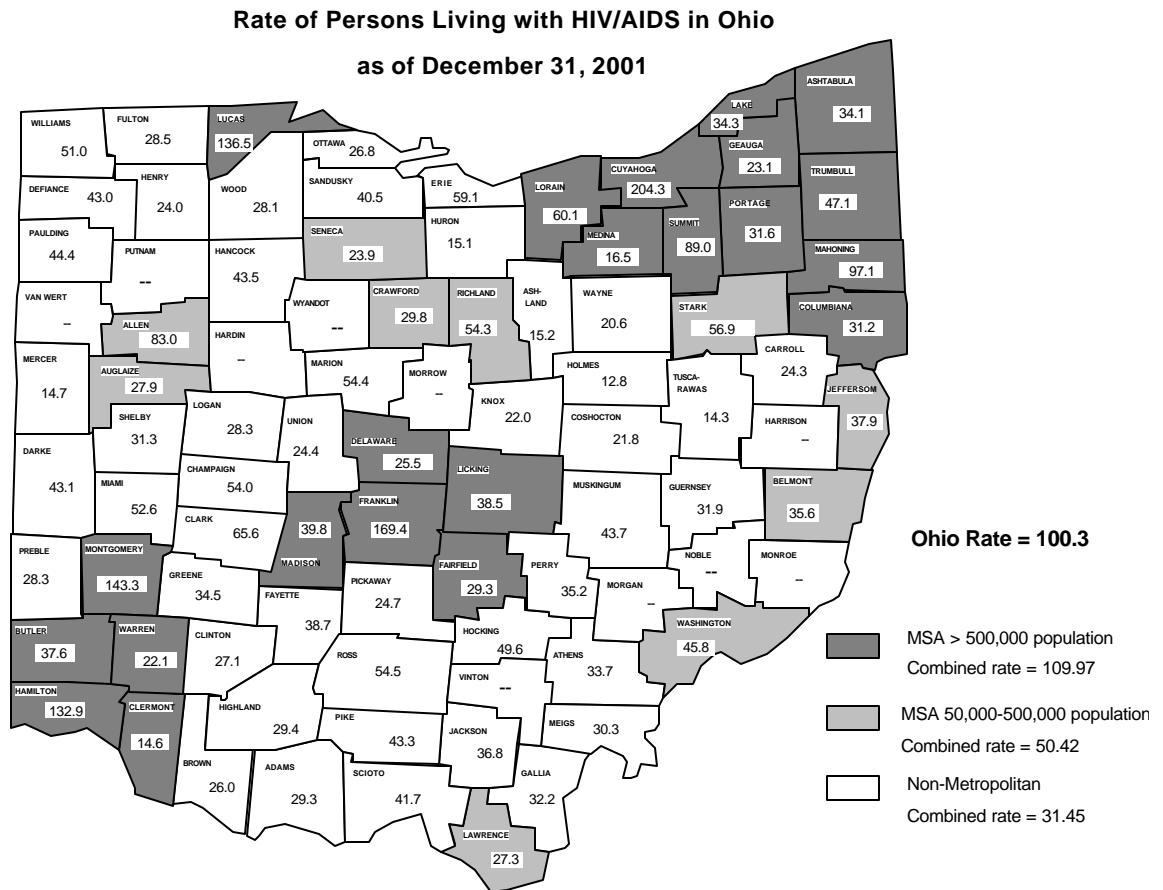 Rate of Persons Living with HIV/AIDS in Ohio
as of December 31, 2001
WILLIAMS
51.0
FULTON
28.5
LUCAS
136.5
OTTAWA
26.8
LAKE
34.3
ASHTABULA
34.1
GEAUGA
23.1
CUYAHOGA
204.3
DEFIANCE
43.0
HENRY
24.0
WOOD
28.1
SANDUSKY
40.5
ERIE
59.1
LORAIN
60.1
TRUMBULL
47.1
PAULDING
44.4
PUTNAM
--
HANCOCK
43.5
SENECA
23.9
HURON
15.1
MEDINA
16.5
SUMMIT
89.0
PORTAGE
31.6
MAHONING
97.1
VAN WERT
--
ALLEN
83.0
HARDIN
--
WYANDOT
--
CRAWFORD
29.8
RICHLAND
54.3
ASH-
LAND
15.2
WAYNE
20.6
STARK
56.9
COLUMBIANA
31.2
MERCER
14.7
AUGLAIZE
27.9
MARION
54.4
MORROW
--
HOLMES
12.8
TUSCA-
RAWAS
14.3
CARROLL
24.3
JEFFERSOM
37.9
SHELBY
31.3
LOGAN
28.3
UNION
24.4
KNOX
22.0
COSHOCTON
21.8
HARRISON
--
DARKE
43.1
MIAMI
52.6
CHAMPAIGN
54.0
DELAWARE
25.5
LICKING
38.5
MUSKINGUM
43.7
GUERNSEY
31.9
BELMONT
35.6
CLARK
65.6
39.8
MADISON
FRANKLIN
169.4
PREBLE
28.3
MONTGOMERY
143.3
GREENE
34.5
FAYETTE
38.7
PICKAWAY
24.7
FAIRFIELD
29.3
PERRY
35.2
MORGAN
--
NOBLE
--
MONROE
--
Ohio Rate = 100.3
BUTLER
37.6
WARREN
22.1
CLINTON
27.1
ROSS
54.5
HOCKING
49.6
ATHENS
33.7
WASHINGTON
45.8
HAMILTON
132.9
CLERMONT
14.6
HIGHLAND
29.4
PIKE
43.3
VINTON
--
JACKSON
36.8
MEIGS
30.3
BROWN
26.0
ADAMS
29.3
SCIOTO
41.7
GALLIA
32.2
LAWRENCE
27.3
MSA > 500,000 population
Combined rate = 109.97
MSA 50,000-500,000 population
Combined rate = 50.42
Non-Metropolitan
Combined rate = 31.45